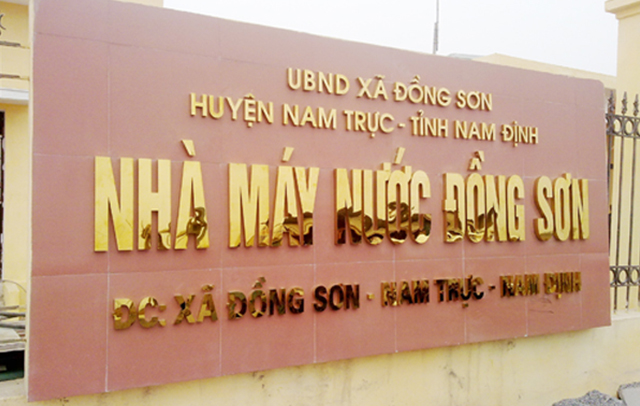 UBND XÃ ĐỒNG SƠN
HUYỆN NAM TRỰC - TỈNH NAM ĐỊNH
NHÀ MÁY NƯỚC ĐỒNG SƠN
ĐC: XÃ ĐỒNG SƠN - NAM TRỰC - NAM ĐỊNH